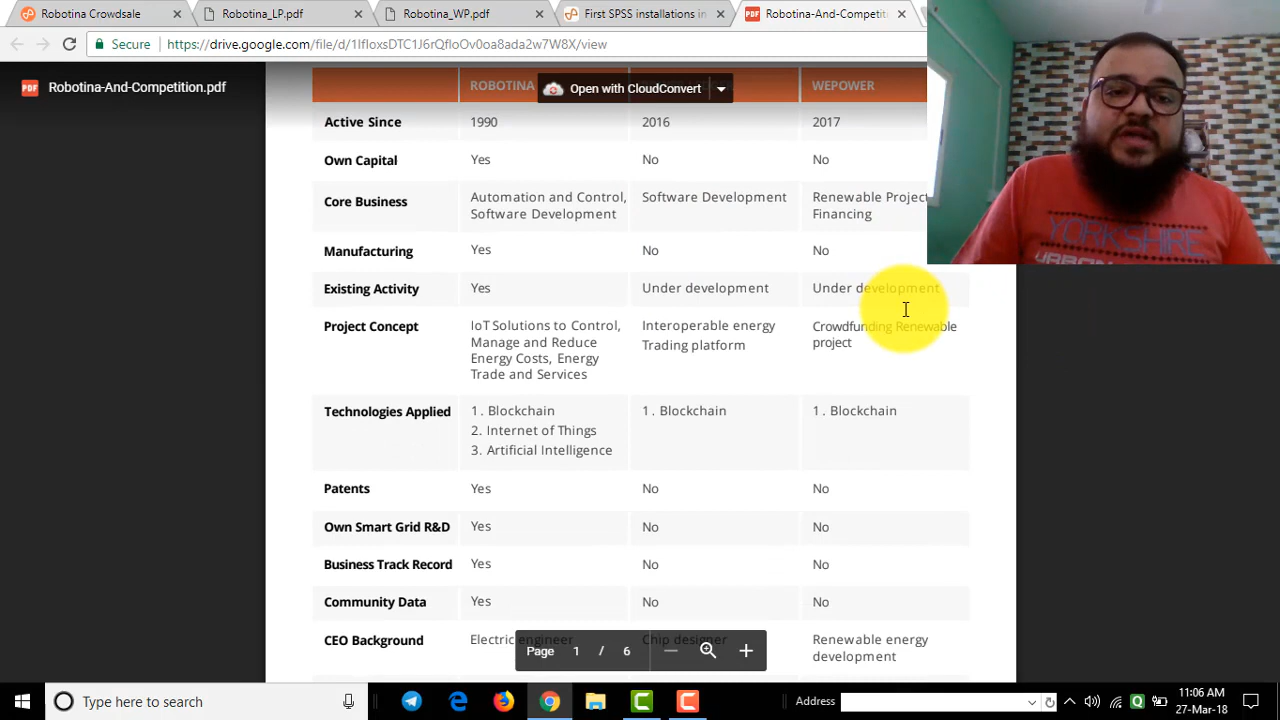 Robotina Crowdsale
Robotina_LP.pdf
Robotina_WP.pdf
First SPSS installations in
Robotina-And-Competiti
Secure
https://drive.google.com/file/d/1IfIoxsDTC1J6rQfIoOv0oa8ada2w7W8X/view
Robotina-And-Competition.pdf
Open with CloudConvert
ROBOTINA
WEPOWER
Active Since 1990 2016 2017
Own Capital Yes No No
Core Business
Automation and Control,
Software Development
Software Development
Renewable Project
Financing
Manufacturing Yes No No
Existing Activity Yes Under development Under development
Project Concept
IoT Solutions to Control,
Manage and Reduce
Energy Costs, Energy
Trade and Services
Interoperable energy
Trading platform
Crowdfunding Renewable
project
Technologies Applied
1. Blockchain
2. Internet of Things
3. Artificial Intelligence
1. Blockchain
1. Blockchain
Patents Yes No No
Own Smart Grid R&D Yes No No
Business Track Record Yes No No
Community Data Yes No No
CEO Background
Electric engineer
Chip designer
Renewable energy
development
Page 1 / 6
YORKSHIRE
URBAN
Type here to search
Address
11:06 AM
27-Mar-18